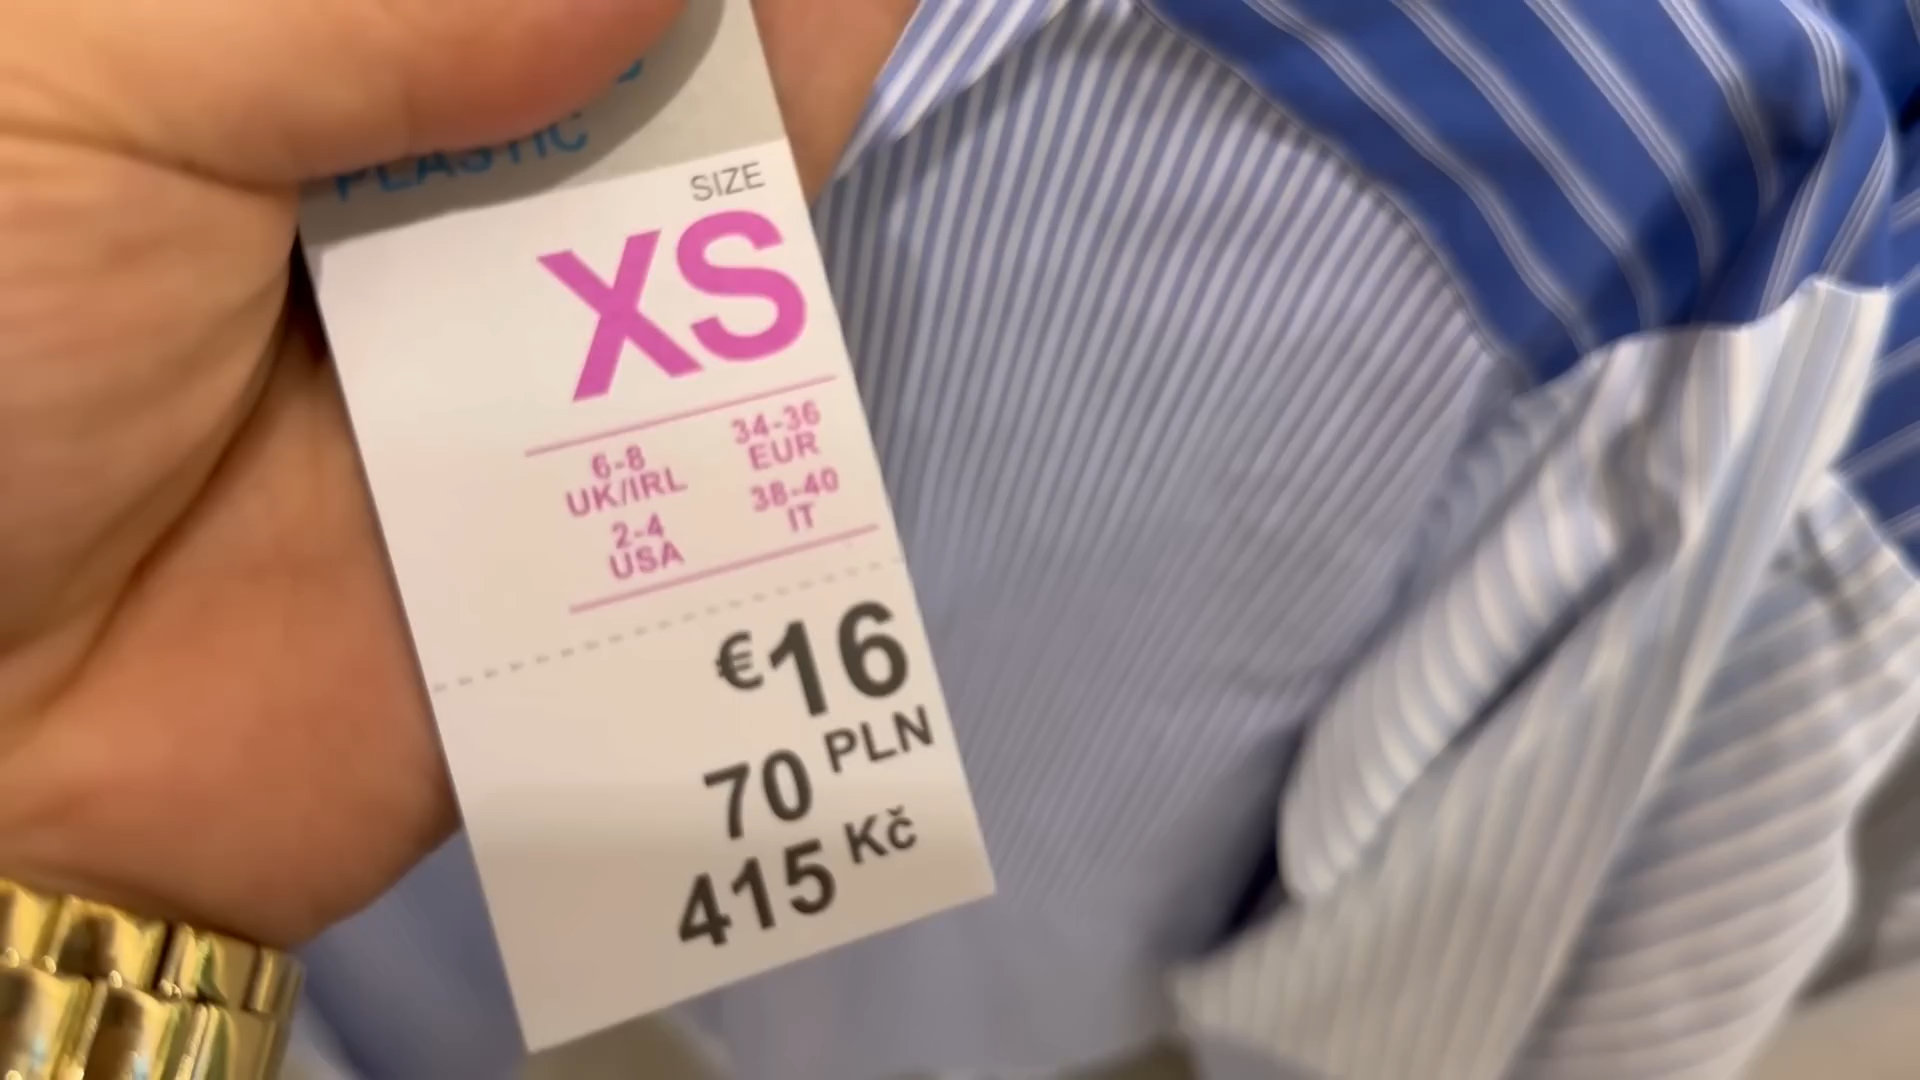 PLASTIC
SIZE
XS
6-8
UK/IRL
34-36
EUR
2-4
USA
38-40
IT
€16
70 PLN
415 Kč